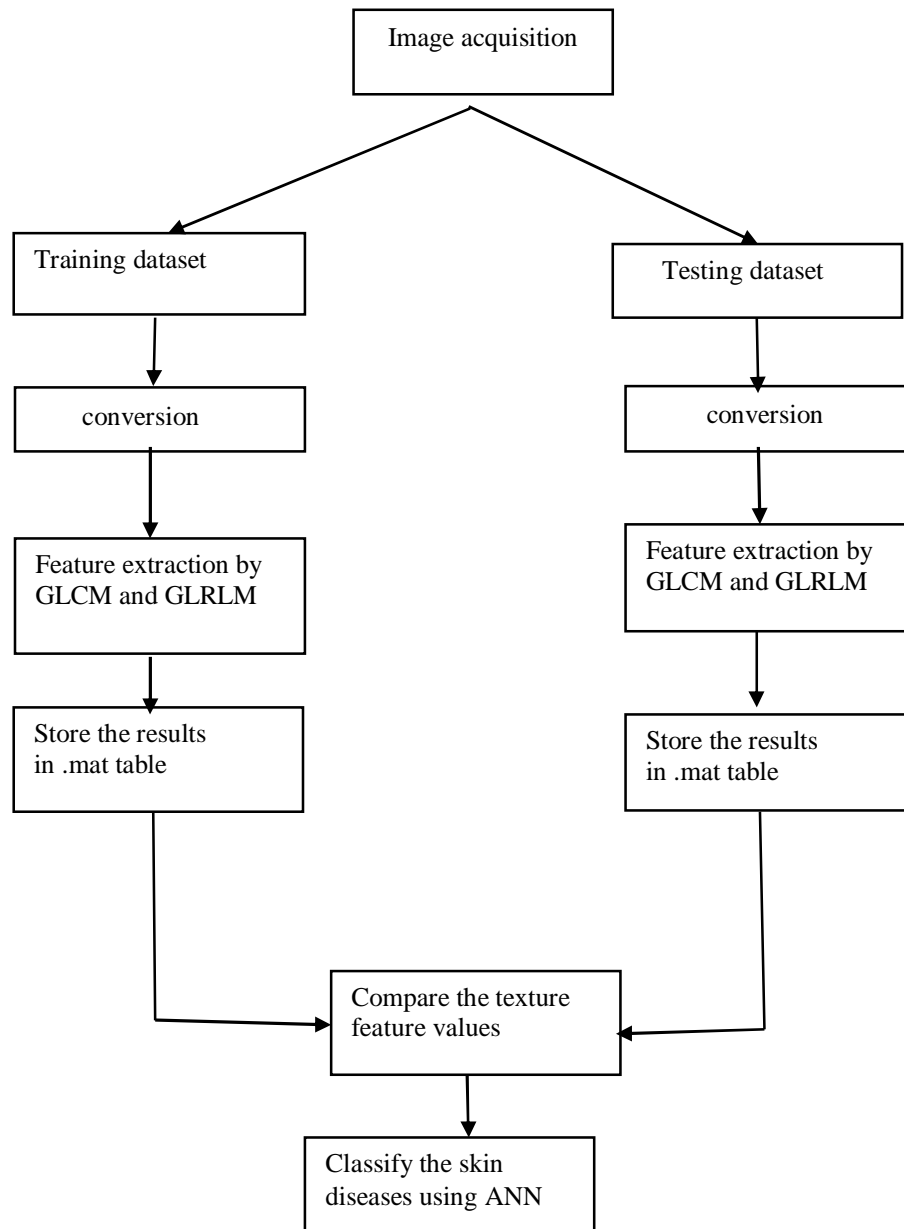 Image acquisition
Training dataset
Testing dataset
conversion
conversion
Feature extraction by
GLCM and GLRLM
Feature extraction by
GLCM and GLRLM
Store the results
in .mat table
Store the results
in .mat table
Compare the texture
feature values
Classify the skin
diseases using ANN